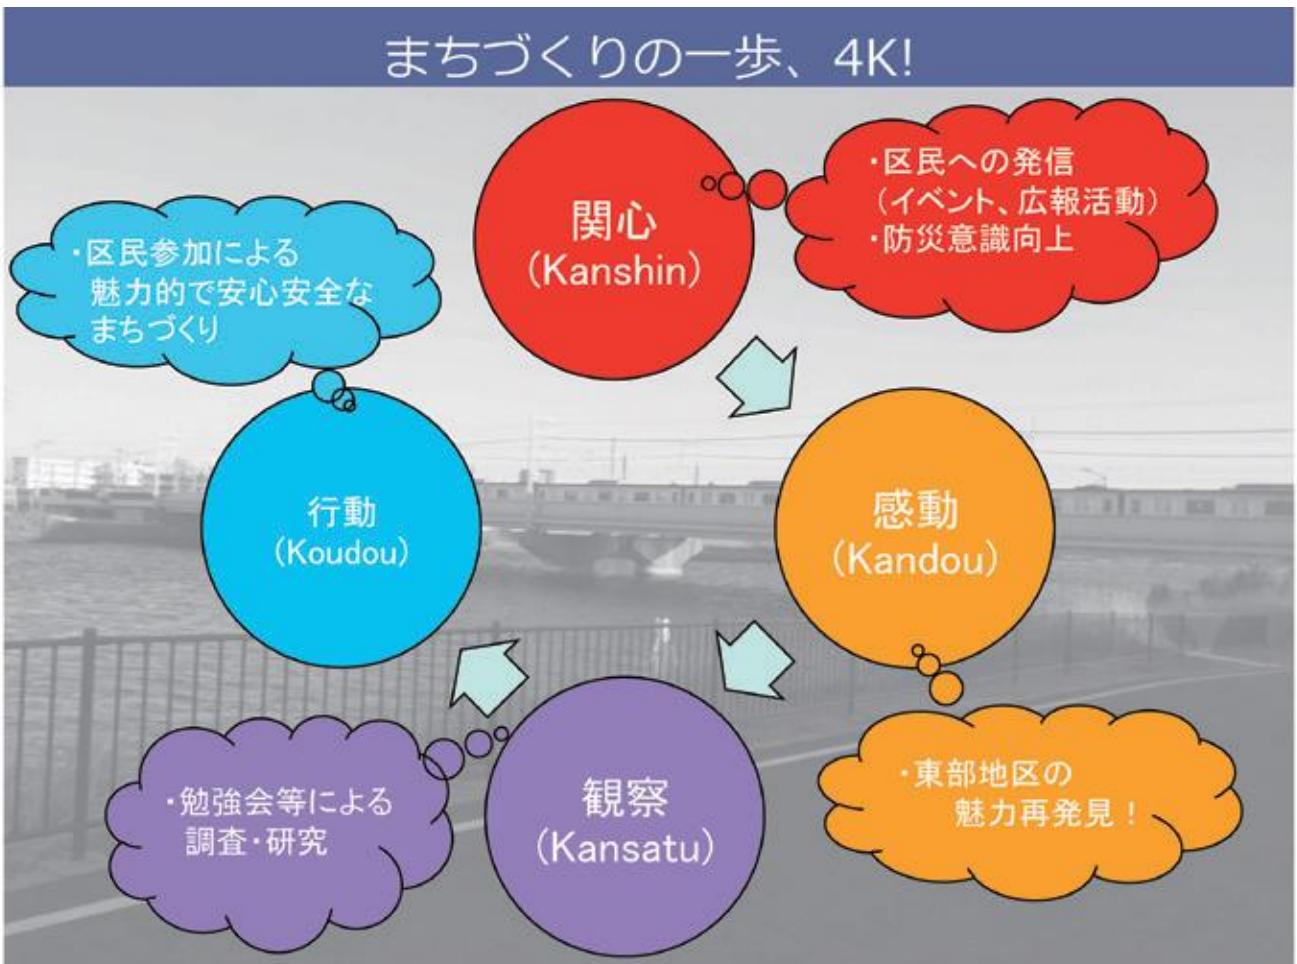 まちづくりの一歩、4K!
関心
(Kanshin)
・区民への発信
(イベント、広報活動)
・防災意識向上
感動
(Kandou)
・東部地区の
魅力再発見！
観察
(Kansatu)
・勉強会等による
調査・研究
行動
(Koudou)
・区民参加による
魅力的で安心安全な
まちづくり